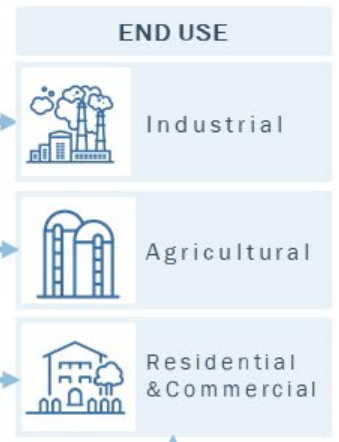 END USE
Industrial
Agricultural
Residential
&Commercial